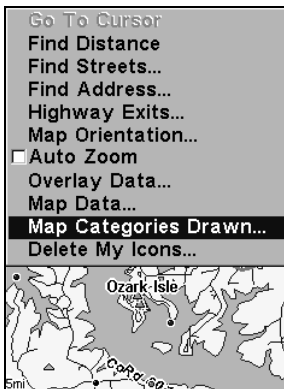 Go To Cursor
Find Distance
Find Streets...
Find Address...
Highway Exits...
Map Orientation...
Auto Zoom
Overlay Data...
Map Data...
Map Categories Drawn...
Delete My Icons...
Ozark Isle
5mi
CoRd